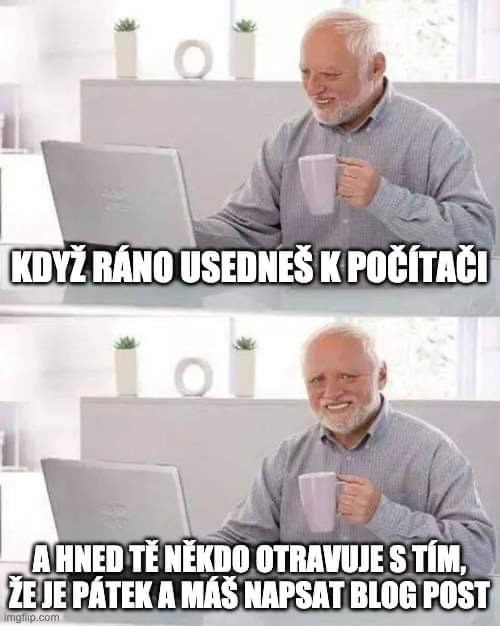 KDYŽ RÁNO USEDNEŠ K POČÍTAČI
A HNED TĚ NĚKDO OTRAVUJE S TÍM,
ŽE JE PÁTEK A MÁŠ NAPSAT BLOG POST
imgflip.com